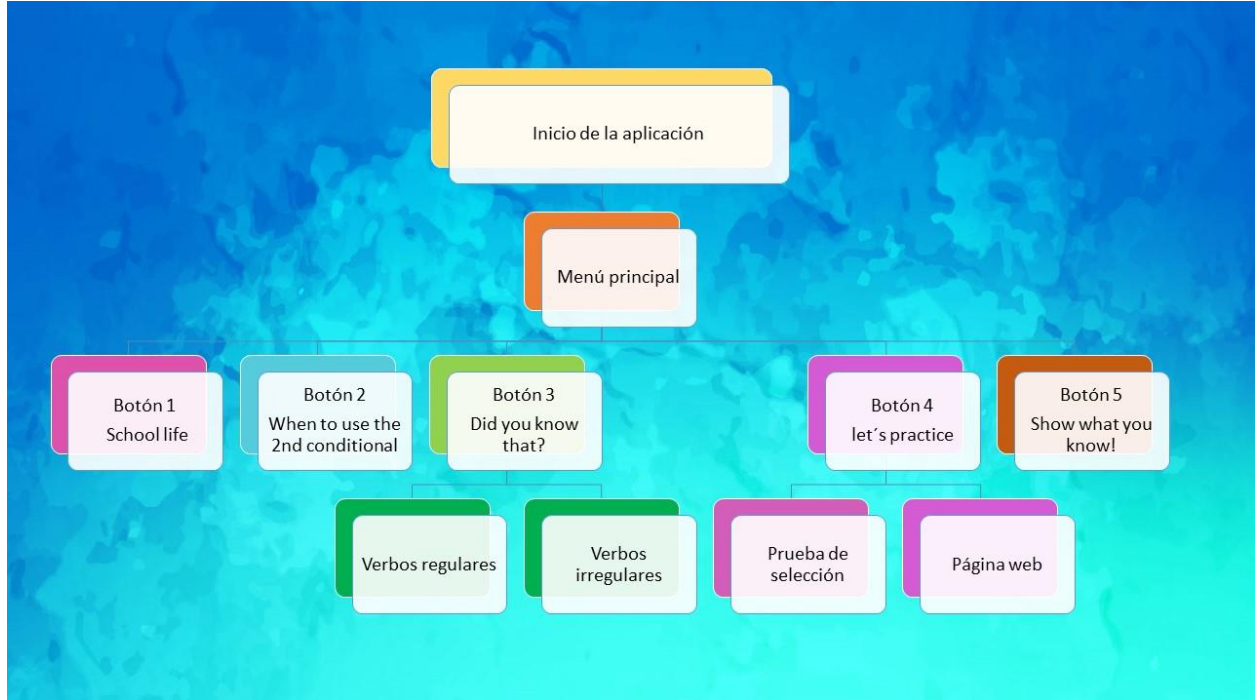 Inicio de la aplicación
Menú principal
Botón 1
School life
Botón 2
When to use the
2nd conditional
Botón 3
Did you know
that?
Botón 4
let´s practice
Botón 5
Show what you
know!
Verbos regulares
Verbos
irregulares
Prueba de
selección
Página web